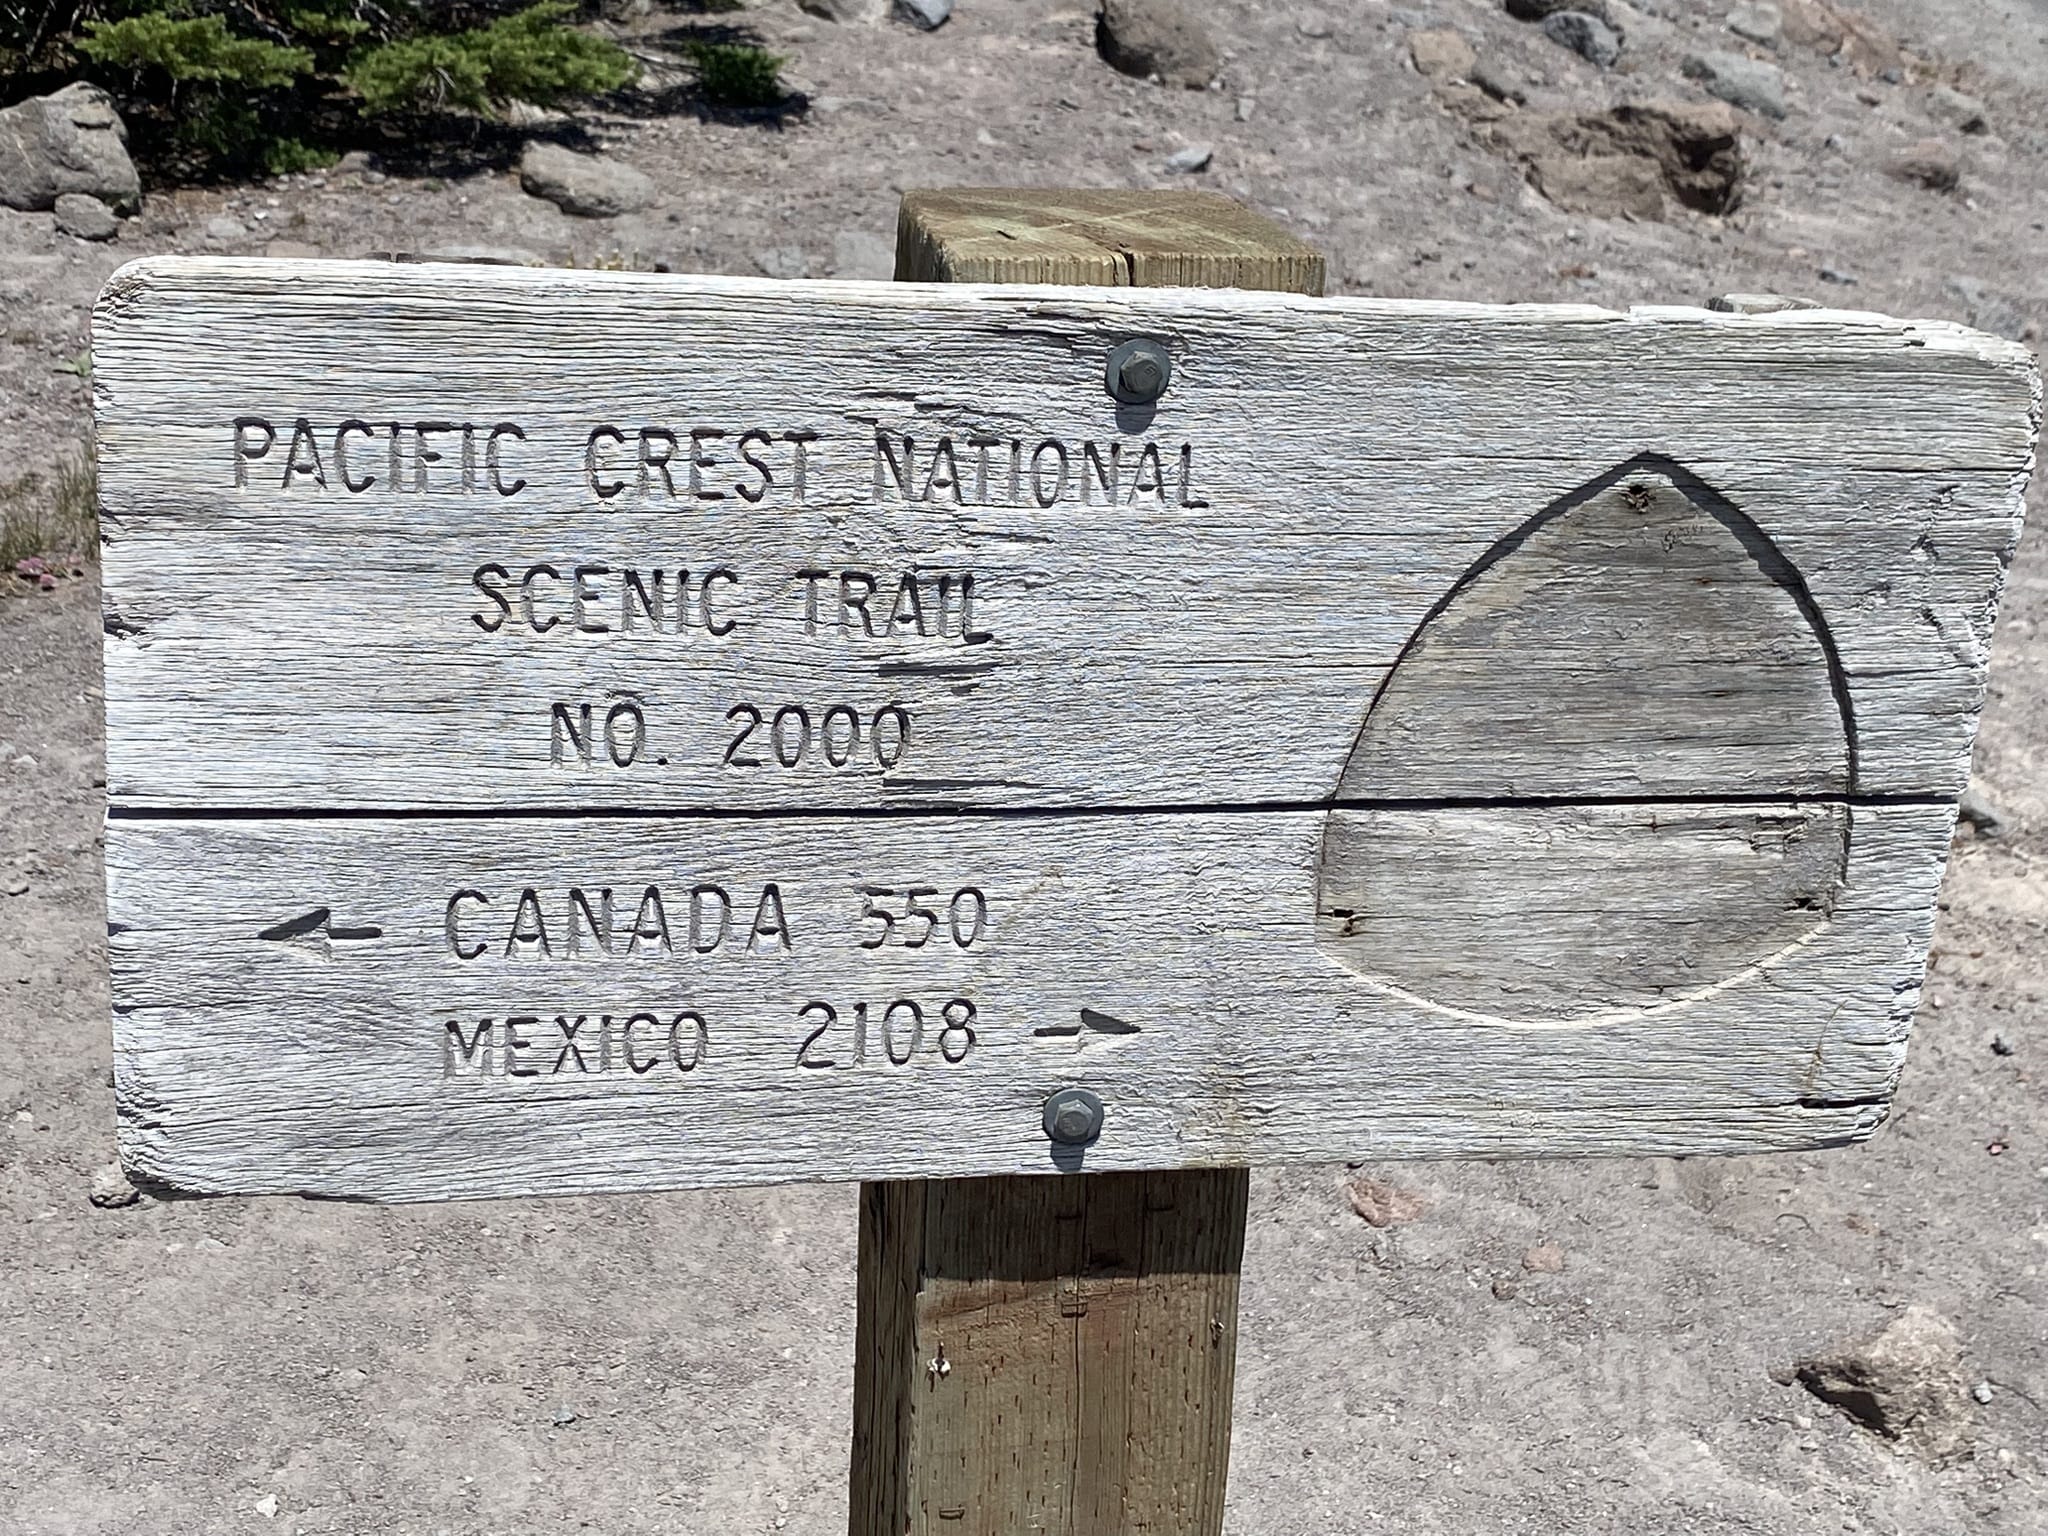 PACIFIC CREST NATIONAL
SCENIC TRAIL
NO. 2000
CANADA 550
MEXICO 2108